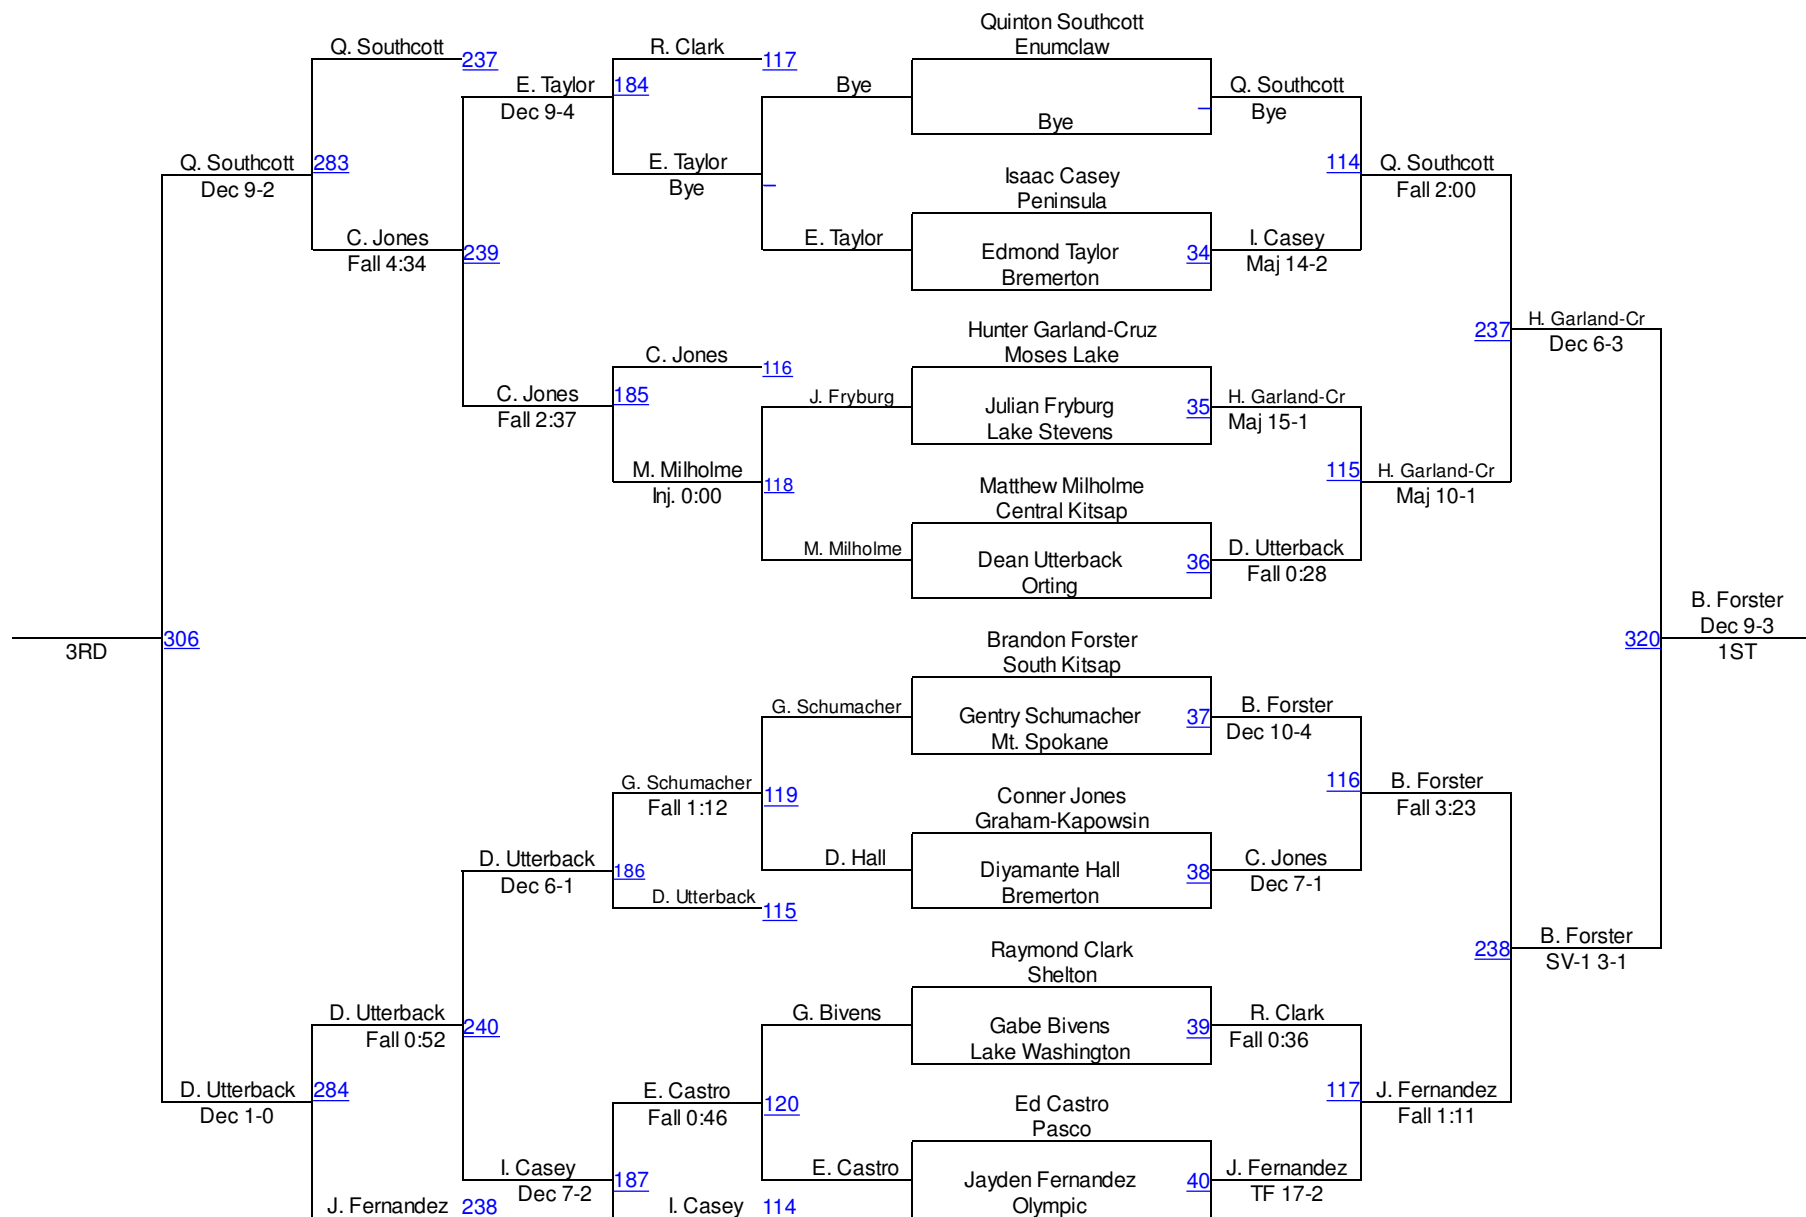 Quinton Southcott
Enumclaw
Q. Southcott
237
R. Clark
117
E. Taylor
184
Dec 9-4
Bye
Q. Southcott
Bye
Bye
Q. Southcott
283
Dec 9-2
E. Taylor
Bye
Isaac Casey
Peninsula
114
Q. Southcott
Fall 2:00
C. Jones
Fall 4:34
239
E. Taylor
Edmond Taylor
Bremerton
34
I. Casey
Maj 14-2
Hunter Garland-Cruz
Moses Lake
237
H. Garland-Cr
Dec 6-3
C. Jones
116
C. Jones
185
Fall 2:37
J. Fryburg
Julian Fryburg
Lake Stevens
35
H. Garland-Cr
Maj 15-1
M. Milholme
118
Inj. 0:00
Matthew Milholme
Central Kitsap
115
H. Garland-Cr
Maj 10-1
M. Milholme
Dean Utterback
Orting
36
D. Utterback
Fall 0:28
3RD
306
Brandon Forster
South Kitsap
320
B. Forster
Dec 9-3
1ST
G. Schumacher
Gentry Schumacher
Mt. Spokane
37
B. Forster
Dec 10-4
G. Schumacher
119
Fall 1:12
Conner Jones
Graham-Kapowsin
116
B. Forster
Fall 3:23
D. Utterback
Dec 6-1
186
D. Hall
Diyamante Hall
Bremerton
38
C. Jones
Dec 7-1
D. Utterback
115
Raymond Clark
Shelton
238
B. Forster
SV-1 3-1
D. Utterback
Fall 0:52
240
G. Bivens
Gabe Bivens
Lake Washington
39
R. Clark
Fall 0:36
D. Utterback
284
Dec 1-0
E. Castro
120
Fall 0:46
Ed Castro
Pasco
117
J. Fernandez
Fall 1:11
I. Casey
Dec 7-2
187
E. Castro
Jayden Fernandez
Olympic
40
J. Fernandez
TF 17-2
J. Fernandez
238
I. Casey
114